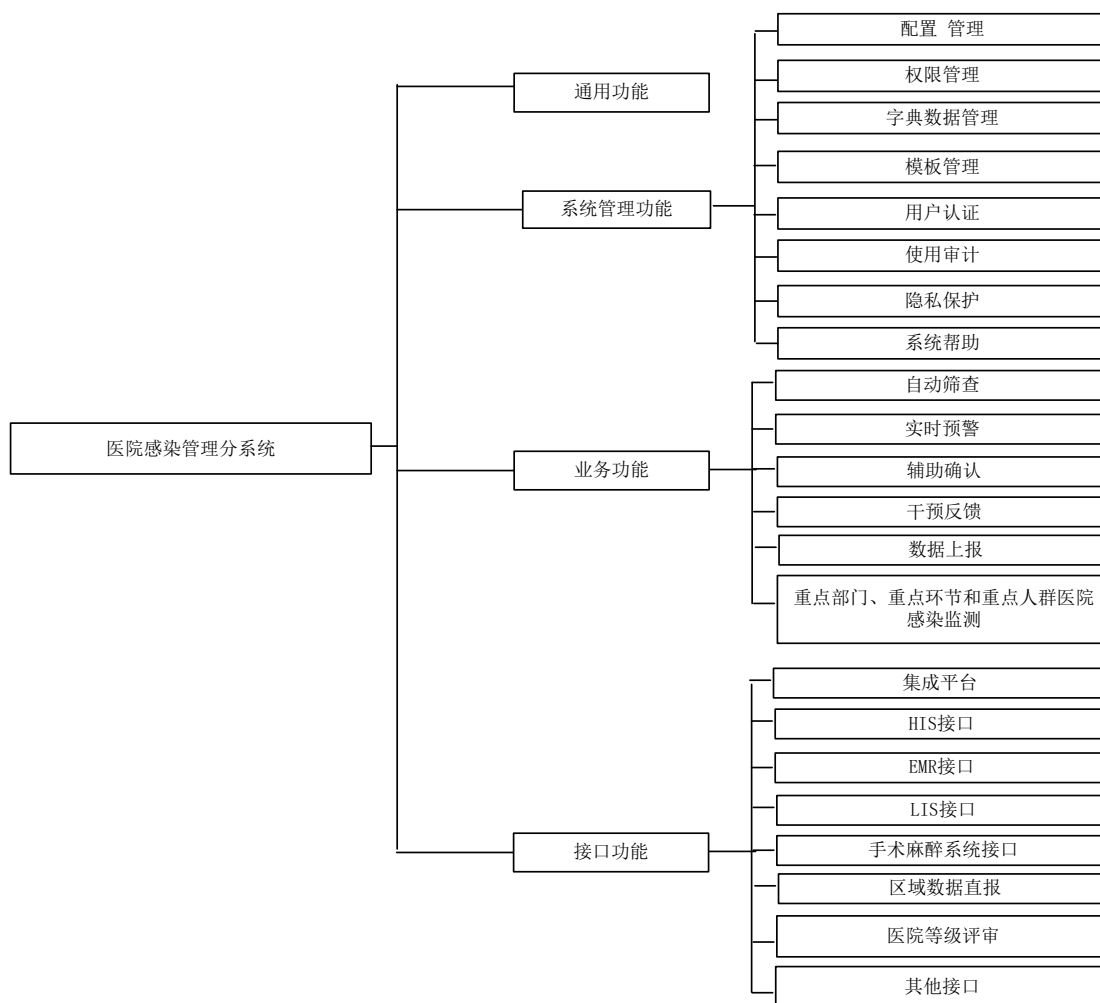 医院感染管理分系统
通用功能
系统管理功能
配置 管理
权限管理
字典数据管理
模板管理
用户认证
使用审计
隐私保护
系统帮助
业务功能
自动筛查
实时预警
辅助确认
干预反馈
数据上报
重点部门、重点环节和重点人群医院
感染监测
接口功能
集成平台
HIS接口
EMR接口
LIS接口
手术麻醉系统接口
区域数据直报
医院等级评审
其他接口